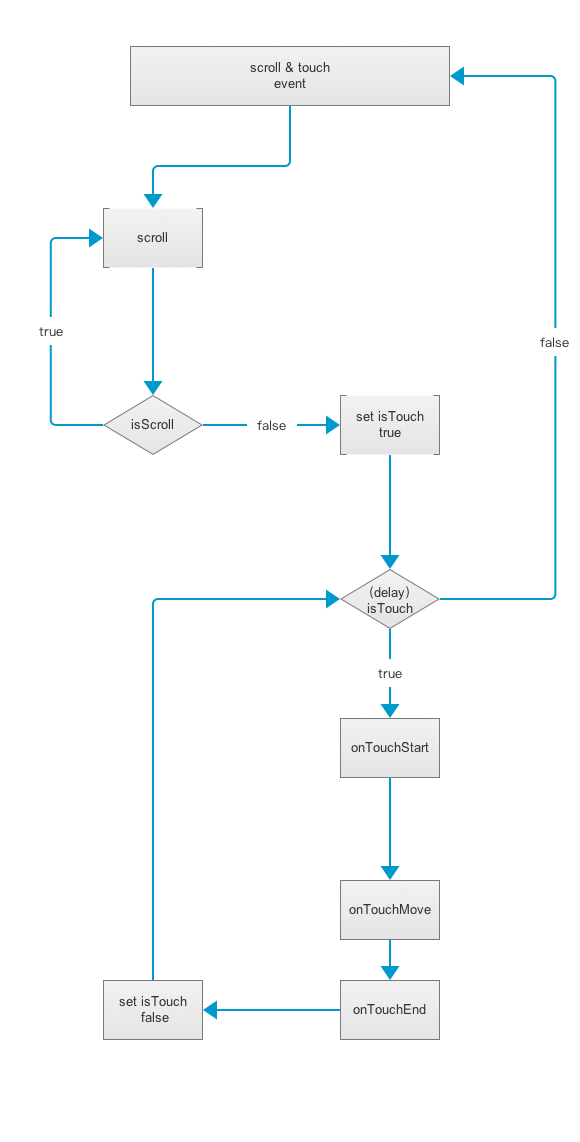 scroll & touch
event
scroll
true
false
isScroll
false
set isTouch
true
(delay)
isTouch
true
onTouchStart
onTouchMove
set isTouch
false
onTouchEnd